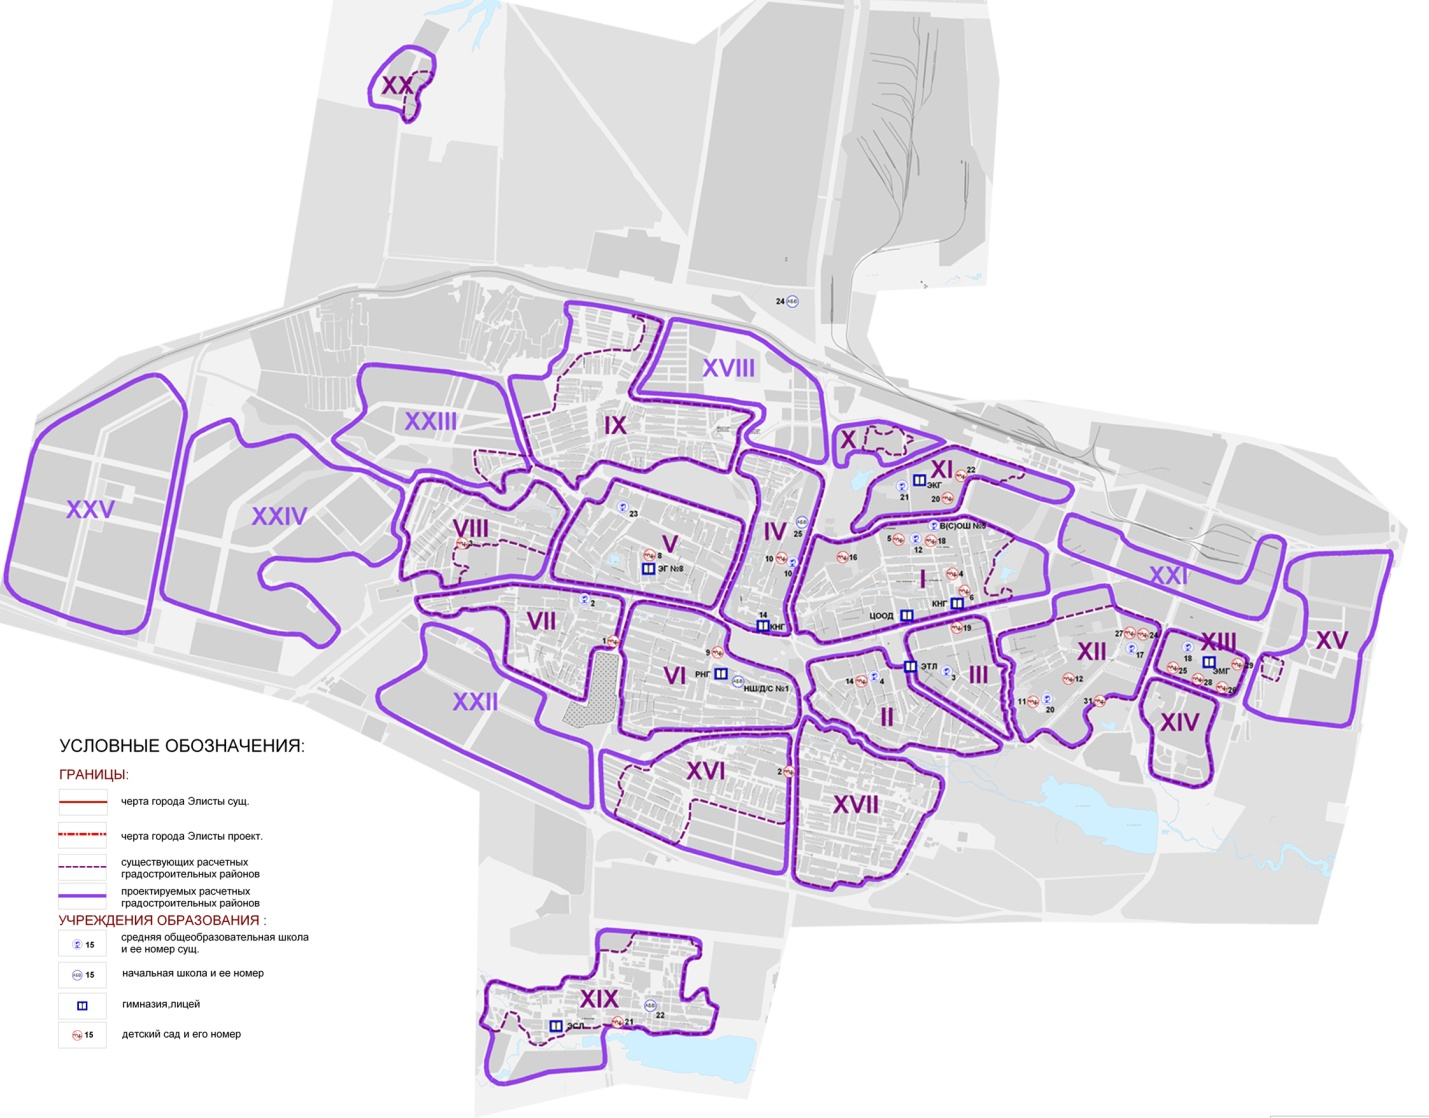 XX
24
XVIII
XXIII
IX
X
XI
22
ЭКГ
21
20
XXV
XXIV
VIII
23
V
8
ЭГ №8
IV
25
10
10
14
КНГ
В(С)ОШ №5
5
18
12
16
I
4
6
КНГ
ЦООД
XXI
VII
2
1
VI
9
РНГ
НШ/Д/С №1
19
ЭТЛ
III
3
14
4
II
XII
27
24
17
12
11
20
31
XIII
18
ЭМГ
29
25
28
26
XV
XIV
XXII
XVI
2
XVII
УСЛОВНЫЕ ОБОЗНАЧЕНИЯ:
ГРАНИЦЫ:
черта города Элисты сущ.
черта города Элисты проект.
существующих расчетных
градостроительных районов
проектируемых расчетных
градостроительных районов
УЧРЕЖДЕНИЯ ОБРАЗОВАНИЯ :
15 средняя общеобразовательная школа
и ее номер сущ.
15 начальная школа и ее номер
гимназия,лицей
15 детский сад и его номер
XIX
ЭСЛ
21
22